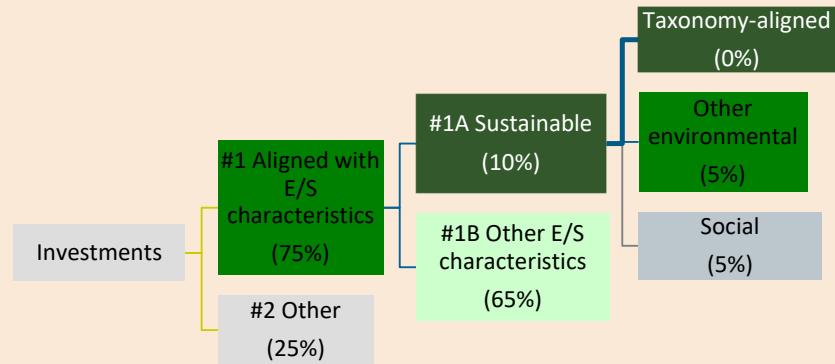 Investments
#1 Aligned with
E/S
characteristics
(75%)
#2 Other
(25%)
#1A Sustainable
(10%)
#1B Other E/S
characteristics
(65%)
Taxonomy-aligned
(0%)
Other
environmental
(5%)
Social
(5%)